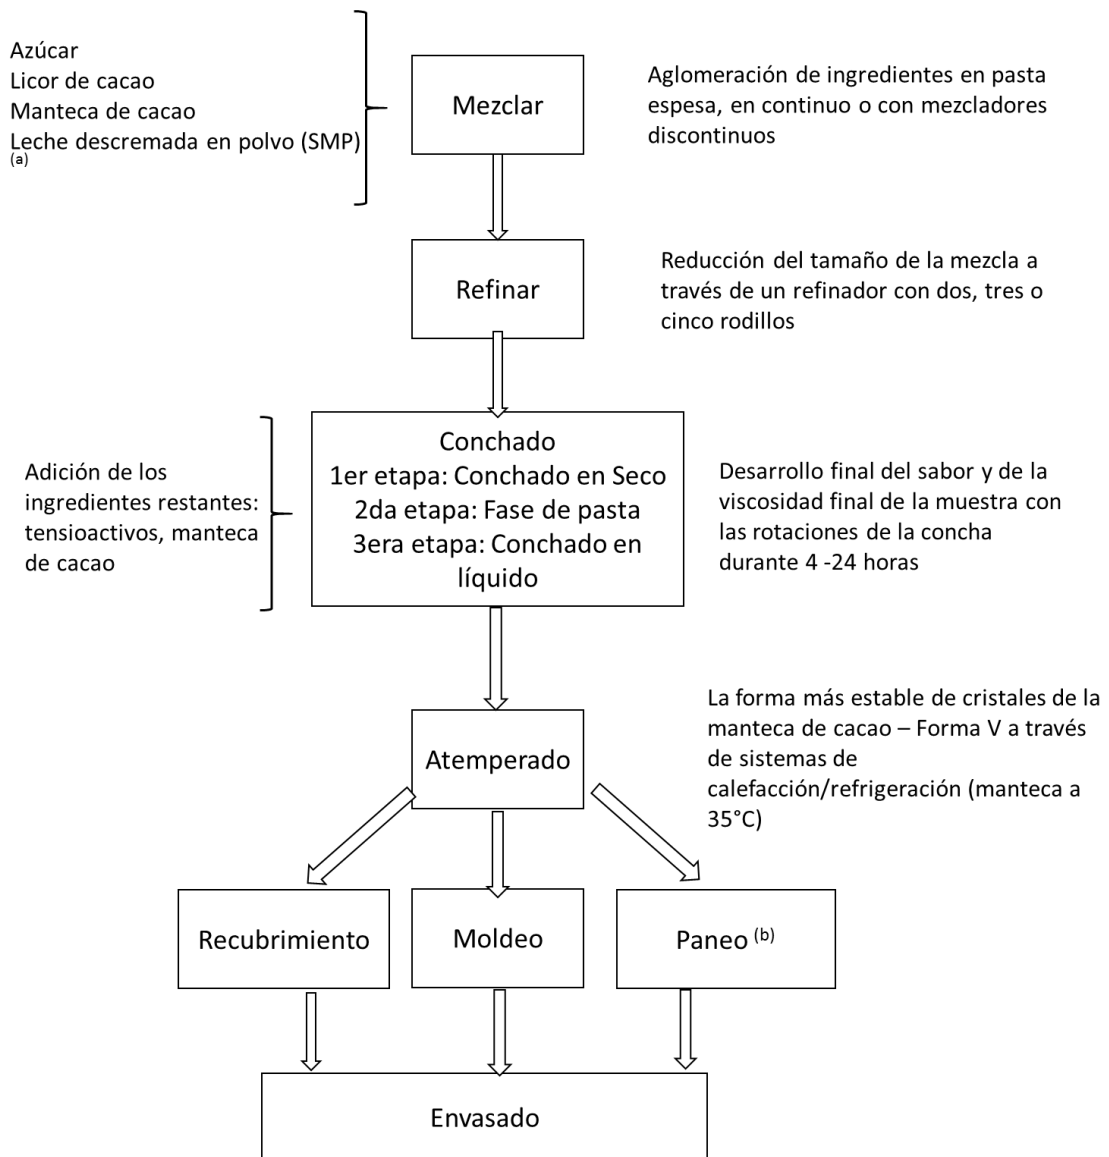 Azúcar
Licor de cacao
Manteca de cacao
Leche descremada en polvo (SMP)
(a)
Mezclar
Aglomeración de ingredientes en pasta
espesa, en continuo o con mezcladores
discontinuos
Refinar
Reducción del tamaño de la mezcla a
través de un refinador con dos, tres o
cinco rodillos
Adición de los
ingredientes restantes:
tensioactivos, manteca
de cacao
Conchado
1er etapa: Conchado en Seco
2da etapa: Fase de pasta
3era etapa: Conchado en
líquido
Desarrollo final del sabor y de la
viscosidad final de la muestra con
las rotaciones de la concha
durante 4 -24 horas
Atemperado
La forma más estable de cristales de la
manteca de cacao – Forma V a través
de sistemas de
calefacción/refrigeración (manteca a
35°C)
Recubrimiento
Moldeo
Paneo (b)
Envasado